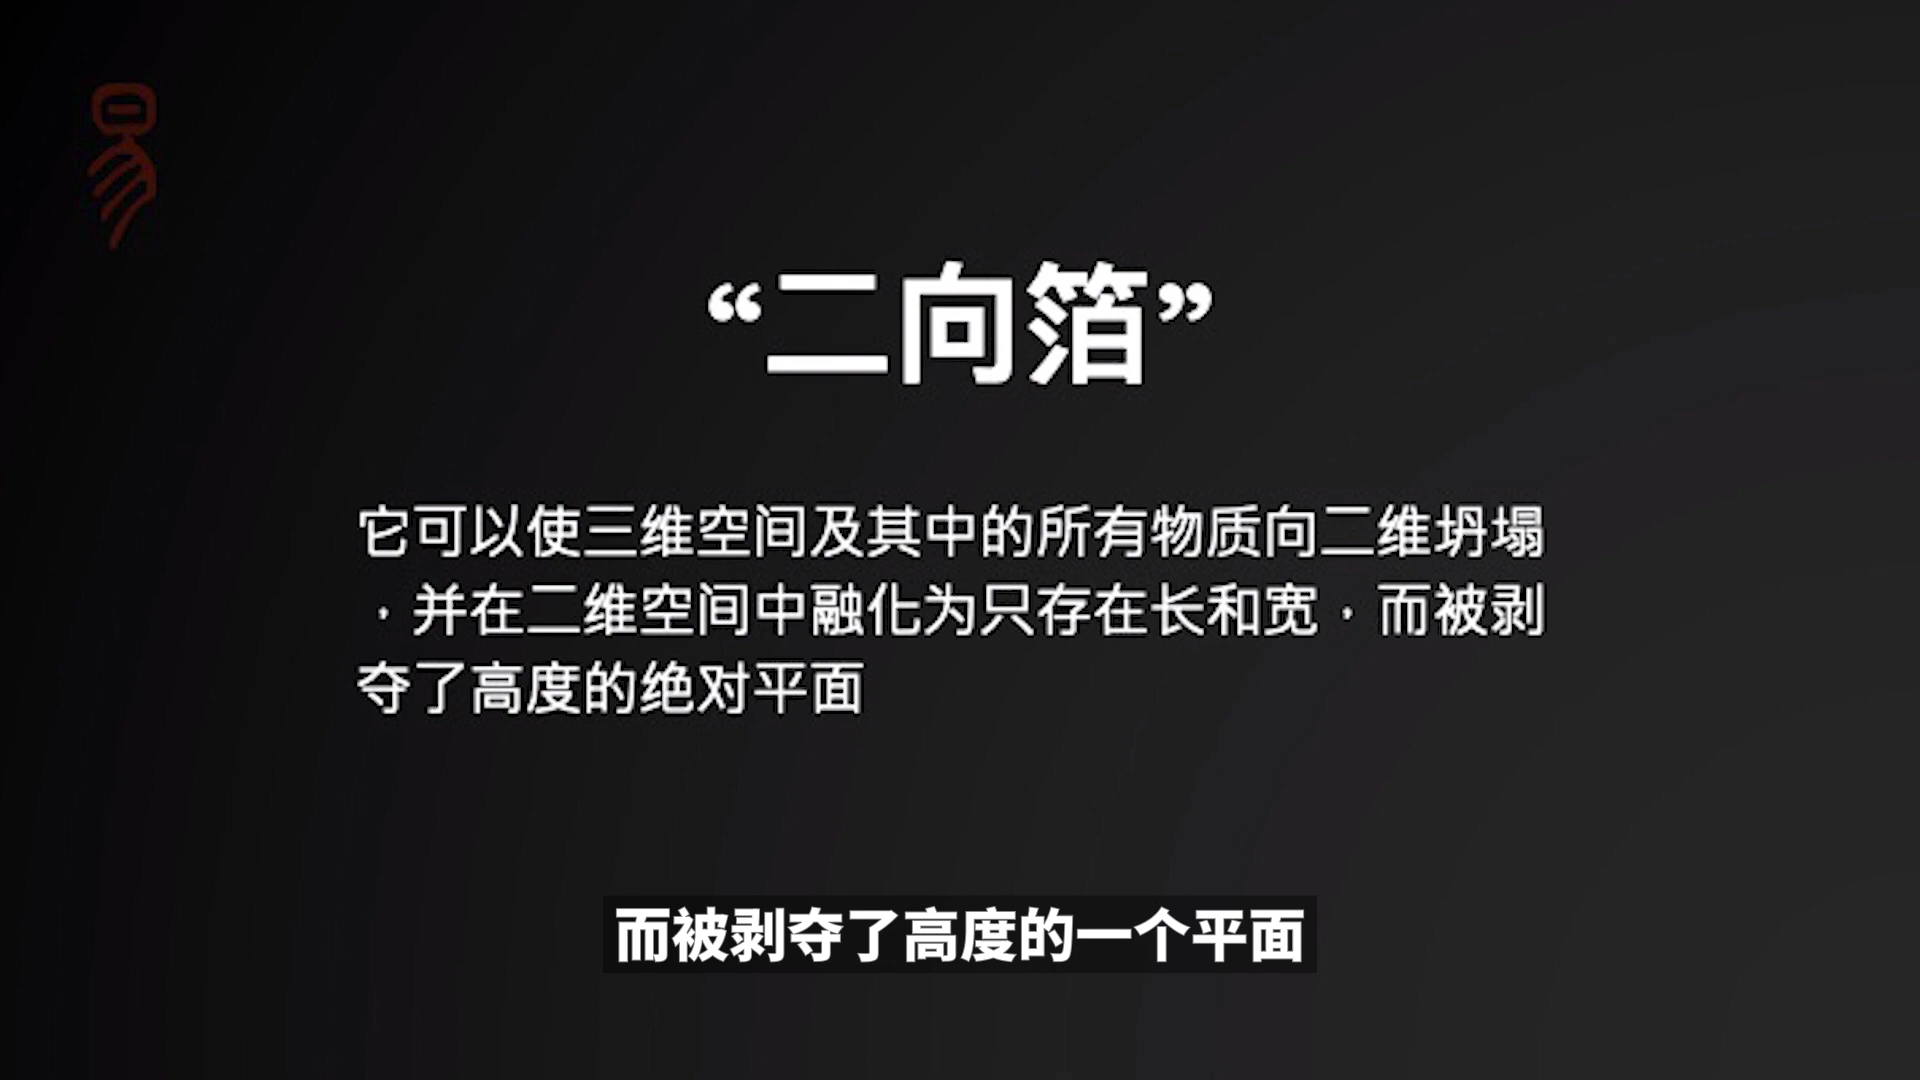 易
“二向箔”
它可以使三维空间及其中的所有物质向二维坍塌
，并在二维空间中融化为只存在长和宽，而被剥
夺了高度的绝对平面
而被剥夺了高度的一个平面